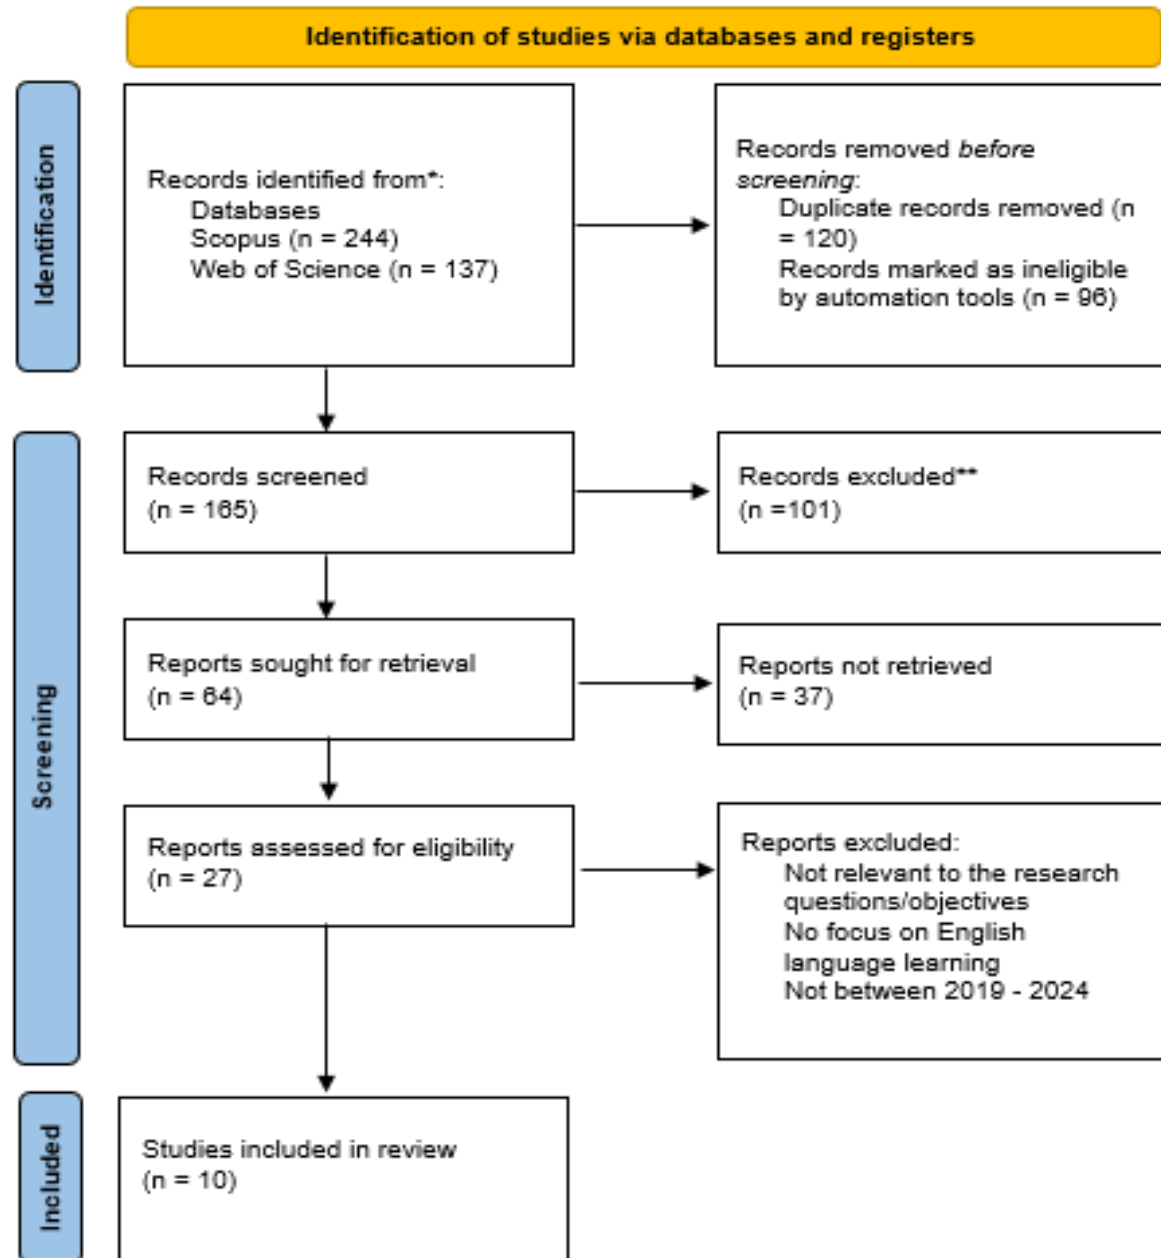 Identification of studies via databases and registers
Identification
Records identified from*:
Databases
Scopus (n = 244)
Web of Science (n = 137)
Records removed before
screening:
Duplicate records removed (n
= 120)
Records marked as ineligible
by automation tools (n = 96)
Screening
Records screened
(n = 165)
Records excluded**
(n =101)
Reports sought for retrieval
(n = 64)
Reports not retrieved
(n = 37)
Reports assessed for eligibility
(n = 27)
Reports excluded:
Not relevant to the research
questions/objectives
No focus on English
language learning
Not between 2019 - 2024
Included
Studies included in review
(n = 10)